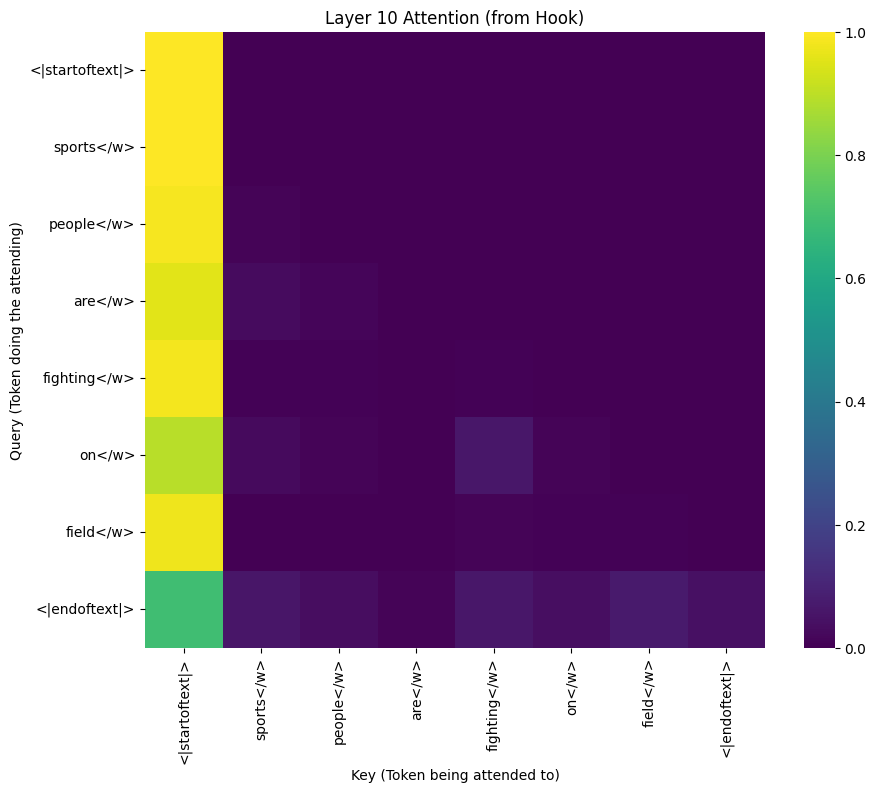 Layer 10 Attention (from Hook)
Query (Token doing the attending)
<|startoftext|>
sports</w>
people</w>
are</w>
fighting</w>
on</w>
field</w>
<|endoftext|>
<|startoftext|>
sports</w>
people</w>
are</w>
fighting</w>
on</w>
field</w>
<|endoftext|>
Key (Token being attended to)
1.0
0.8
0.6
0.4
0.2
0.0